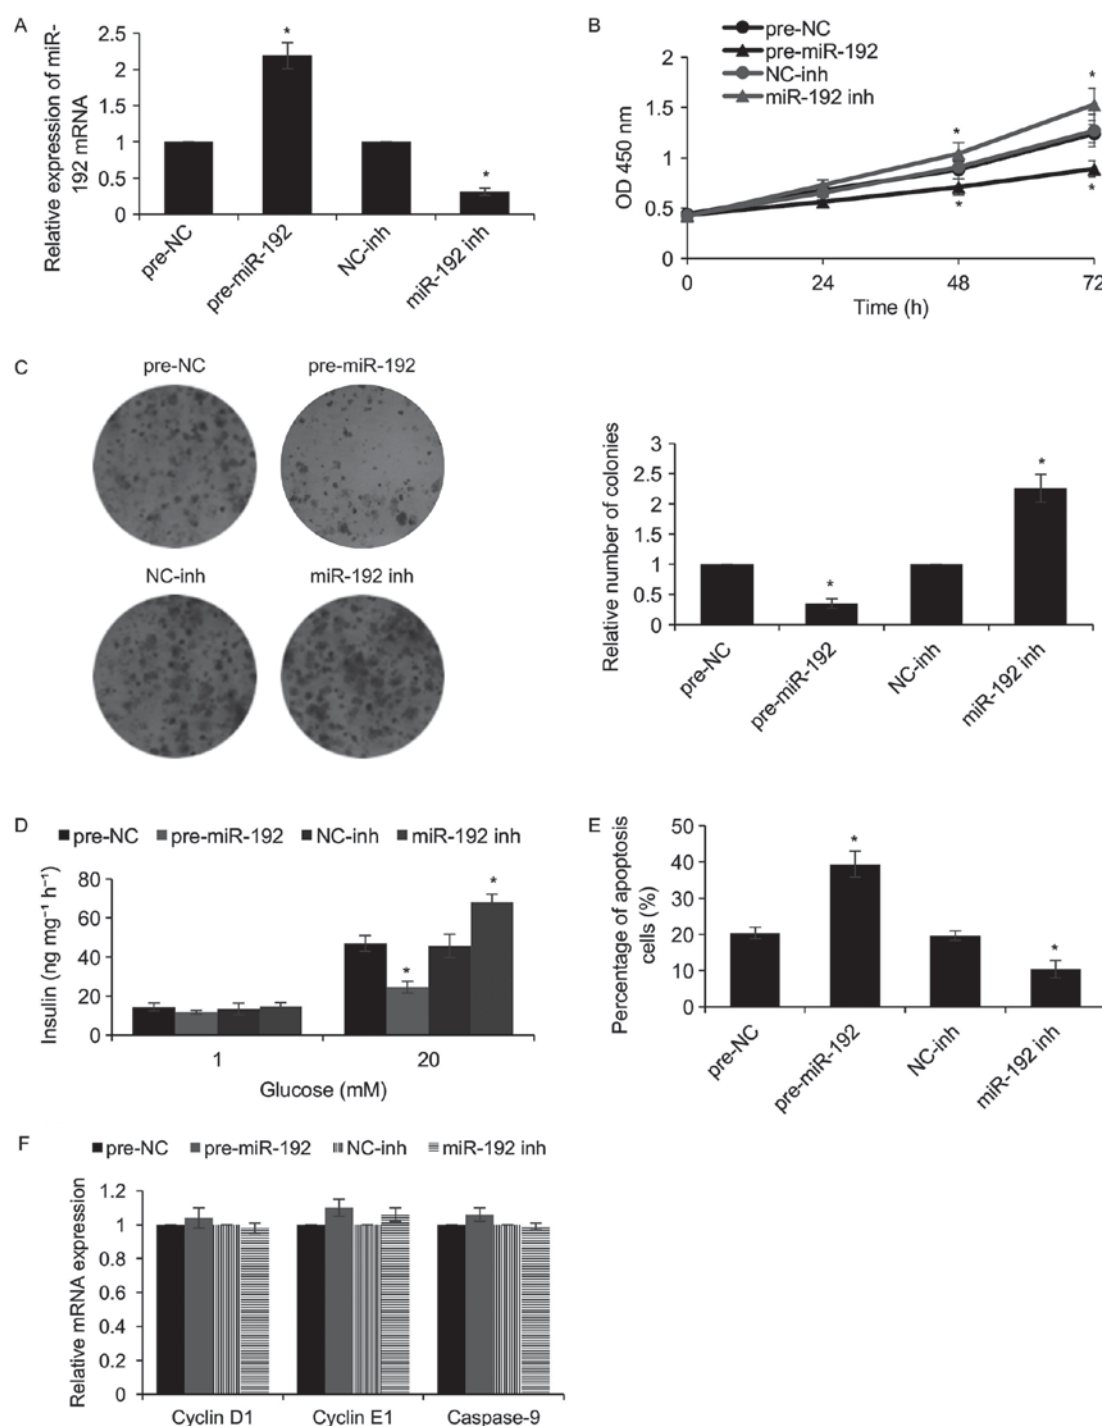 A
Relative expression of miR-
192 mRNA
2.5
2
1.5
1
0.5
0
*
*
pre-NC
pre-miR-192
NC-inh
miR-192 inh
B
pre-NC
pre-miR-192
NC-inh
miR-192 inh
OD 450 nm
2
1.5
1
0.5
0
*
*
*
*
0 24 48 72
Time (h)
C
pre-NC pre-miR-192
NC-inh miR-192 inh
Relative number of colonies
3
2.5
2
1.5
1
0.5
0
*
*
pre-NC
pre-miR-192
NC-inh
miR-192 inh
D
pre-NC pre-miR-192 NC-inh miR-192 inh
Insulin (ng mg⁻¹ h⁻¹)
80
60
40
20
0
*
*
1 20
Glucose (mM)
E
Percentage of apoptosis
cells (%)
50
40
30
20
10
0
*
*
pre-NC
pre-miR-192
NC-inh
miR-192 inh
F
pre-NC pre-miR-192 NC-inh miR-192 inh
Relative mRNA expression
1.2
1
0.8
0.6
0.4
0.2
0
Cyclin D1 Cyclin E1 Caspase-9